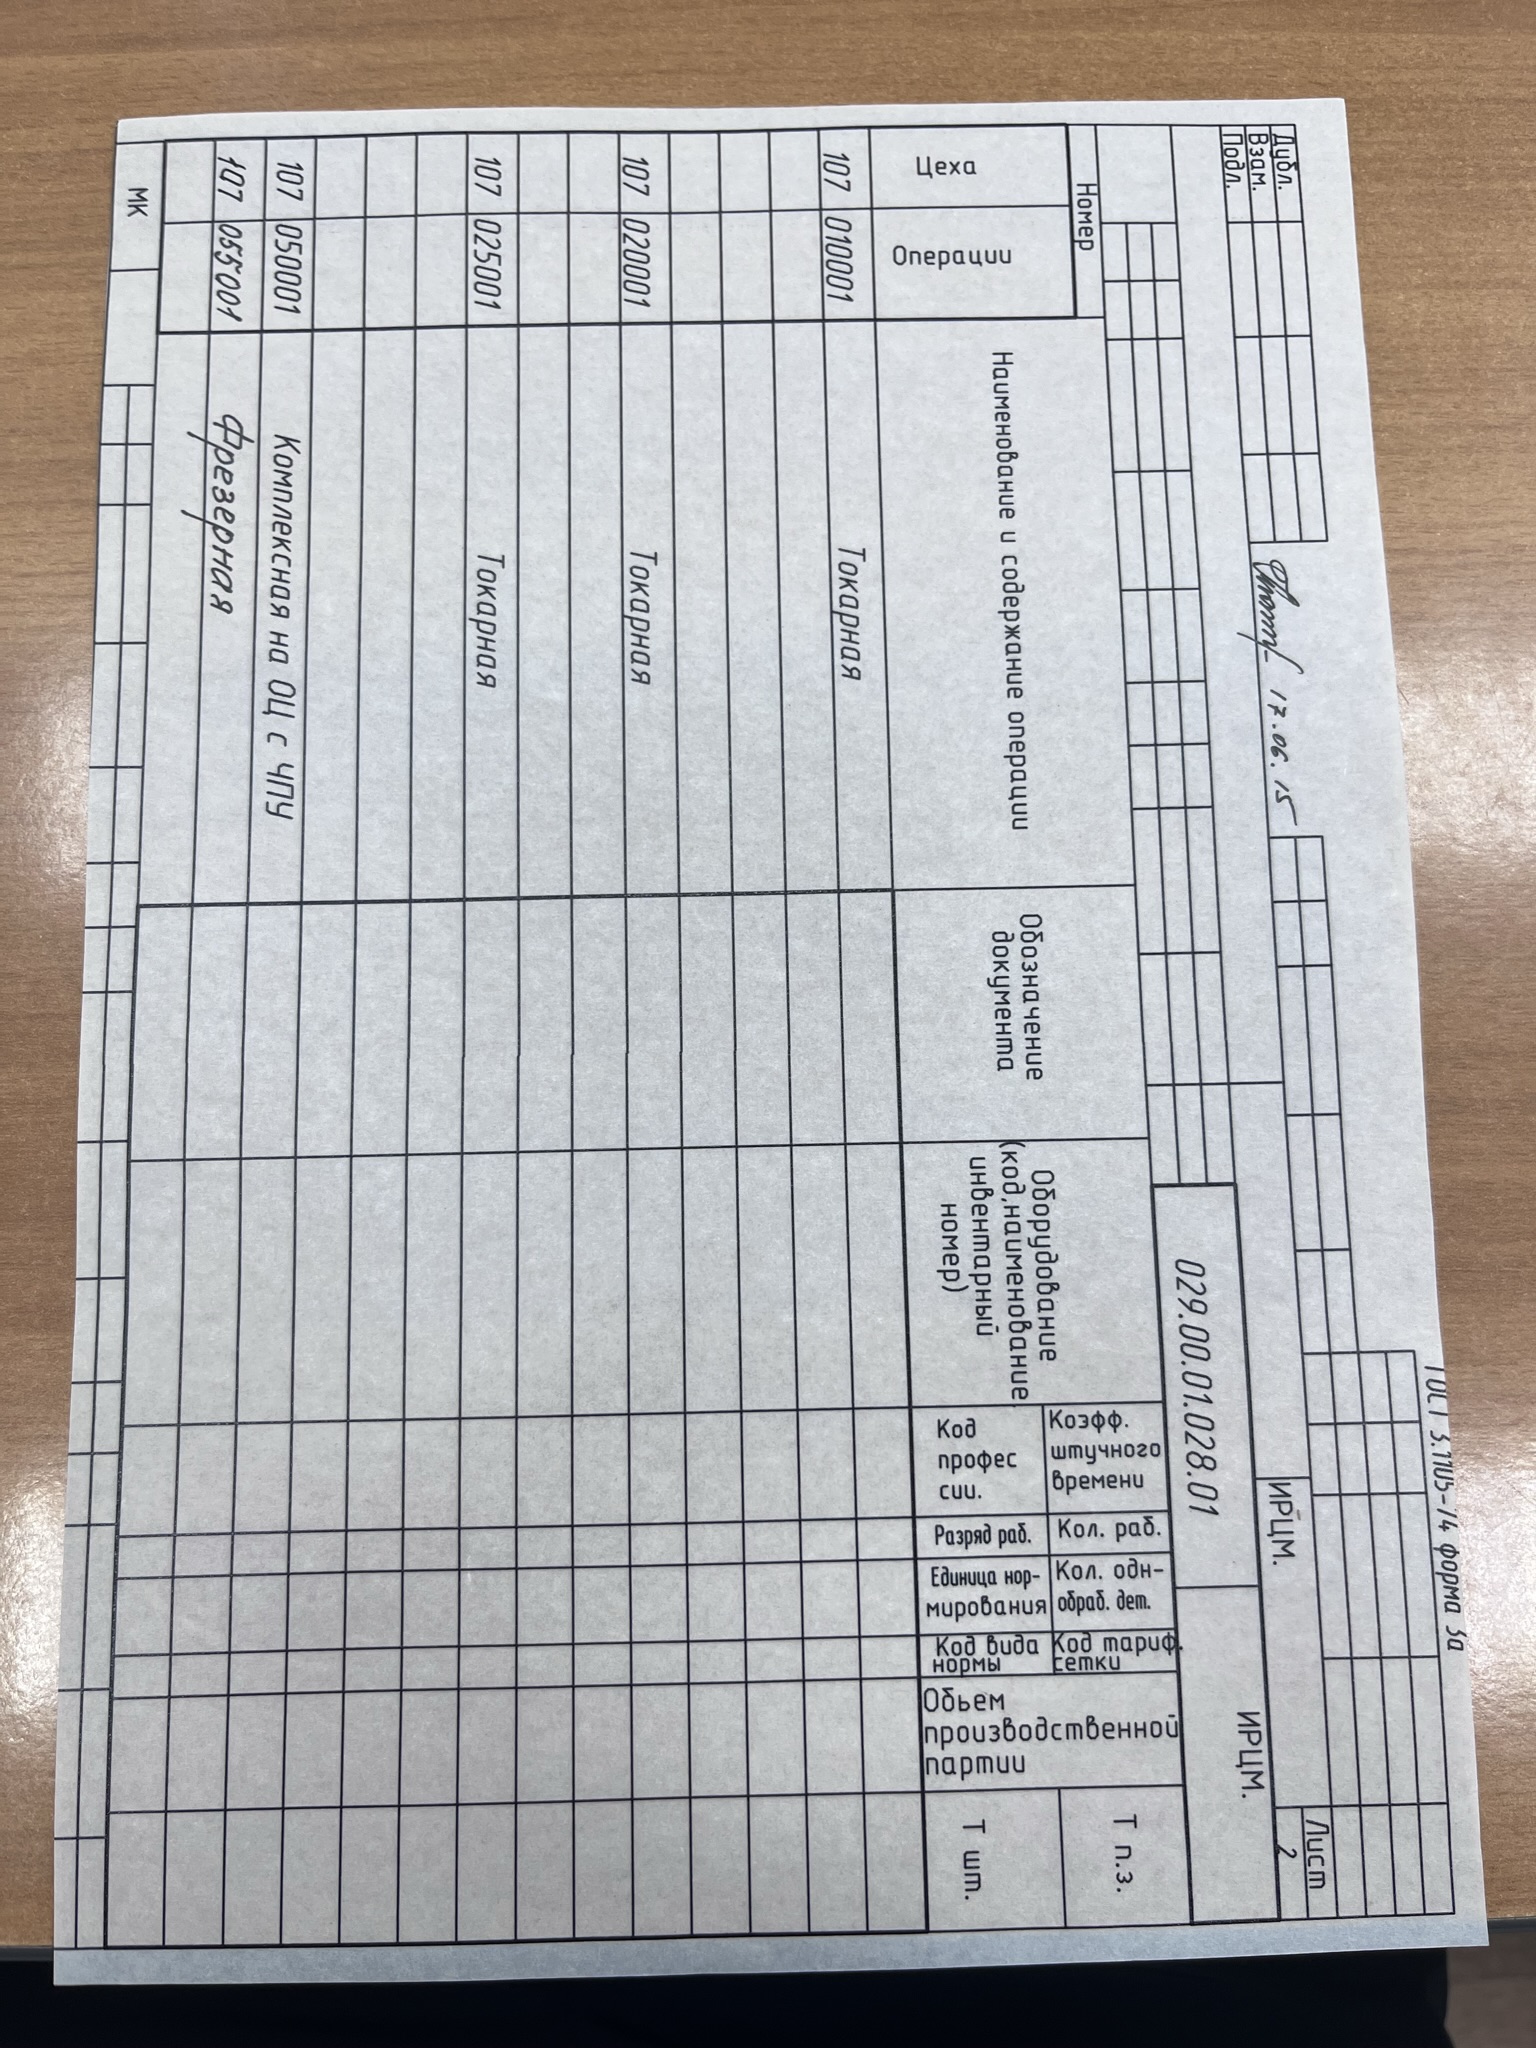 ГОСТ 3.1105-74 форма 3а
Дубл.
Взам.
Подл.
17.06.15
Лист
2
ИРЦМ.
ИРЦМ.
029.00.01.028.01
Номер
Цеха
Операции
Наименование и содержание операции
Обозначение
документа
Оборудование
(код,наименование
инвентарный
номер)
Коэфф.
штучного
времени
Код
профес
сии.
Кол. раб.
Разряд раб.
Кол. одн-
обраб. дет.
Единица нор-
мирования
Код тариф.
сетки
Код вида
нормы
Обьем
производственной
партии
Т п.з.
Т шт.
107 010001 Токарная
107 020001 Токарная
107 025001 Токарная
107 050001 Комплексная на ОЦ с ЧПУ
107 055001 Фрезерная
МК